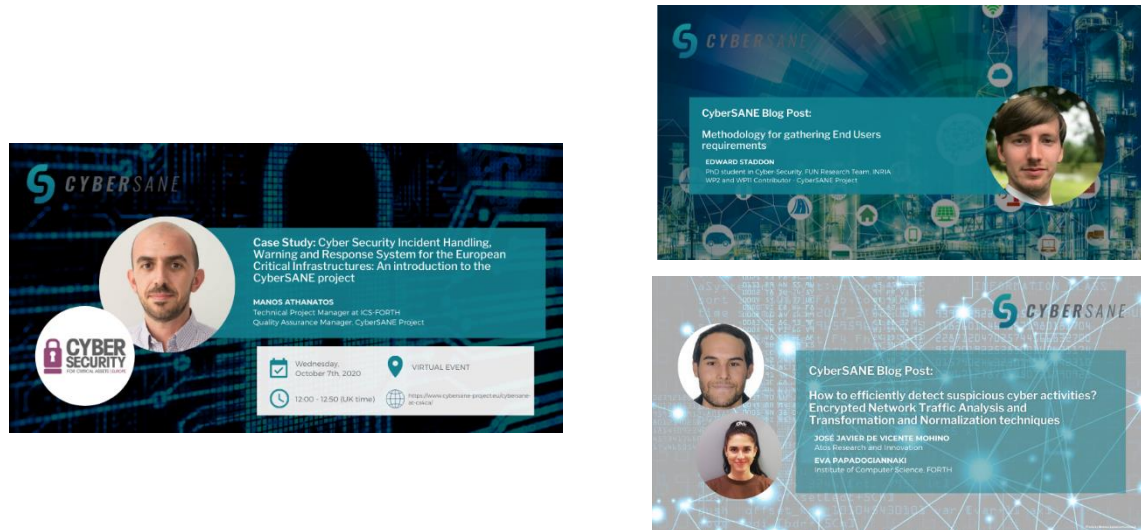 CYBERSANE
Case Study: Cyber Security Incident Handling,
Warning and Response System for the European
Critical Infrastructures: An introduction to the
CyberSANE project
MANOS ATHANATOS
Technical Project Manager at ICS-FORTH
Quality Assurance Manager, CyberSANE Project
CYBER
SECURITY
FOR CRITICAL ASSETS EUROPE
Wednesday,
October 7th, 2020
VIRTUAL EVENT
12:00 - 12:50 (UK time)
CYBERSANE
CyberSANE Blog Post:
Methodology for gathering End Users
requirements
EDWARD STADDON
PhD student in Cyber-Security, FUN Research Team, INRIA
WP2 and WP11 Contributor - CyberSANE Project
CYBERSANE
CyberSANE Blog Post:
How to efficiently detect suspicious cyber activities?
Encrypted Network Traffic Analysis and
Transformation and Normalization techniques
JOSÉ JAVIER DE VICENTE MOHINO
Atos Research and Innovation
EVA PAPADOGIANNAKI
Institute of Computer Science, FORTH